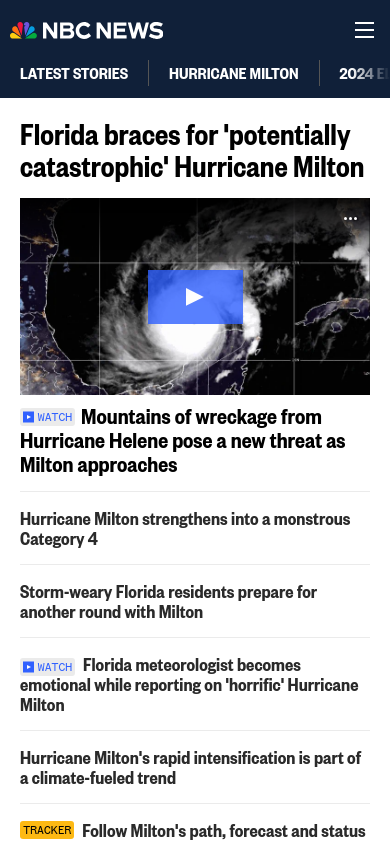 NBC NEWS
LATEST STORIES HURRICANE MILTON 2024
Florida braces for 'potentially
catastrophic' Hurricane Milton
WATCH Mountains of wreckage from
Hurricane Helene pose a new threat as
Milton approaches
Hurricane Milton strengthens into a monstrous
Category 4
Storm-weary Florida residents prepare for
another round with Milton
WATCH Florida meteorologist becomes
emotional while reporting on 'horrific' Hurricane
Milton
Hurricane Milton's rapid intensification is part of
a climate-fueled trend
TRACKER Follow Milton's path, forecast and status